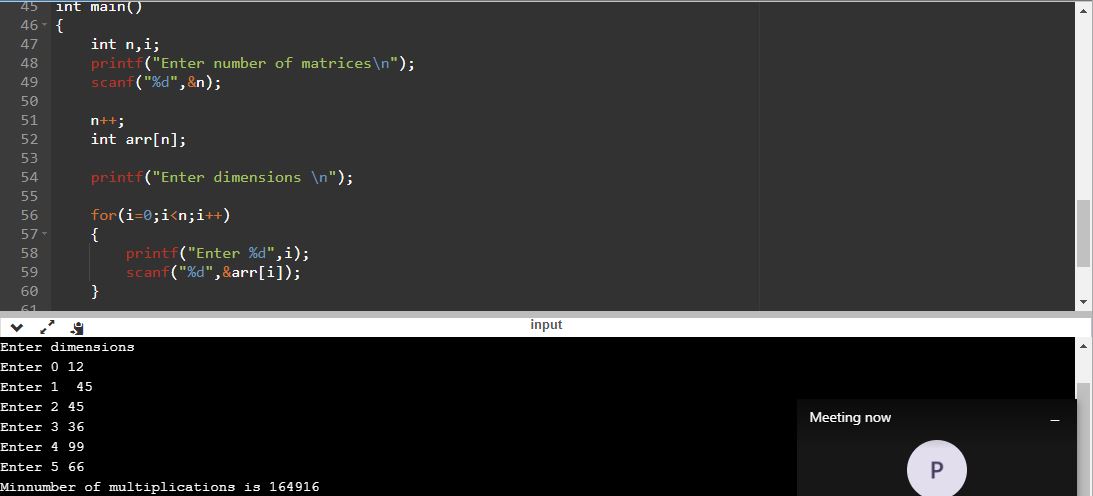 45 int main()
46 {
47 int n,i;
48 printf("Enter number of matrices\n");
49 scanf("%d",&n);
50
51 n++;
52 int arr[n];
53
54 printf("Enter dimensions \n");
55
56 for(i=0;i<n;i++)
57 {
58 printf("Enter %d",i);
59 scanf("%d",&arr[i]);
60 }
61
input
Enter dimensions
Enter 0 12
Enter 1  45
Enter 2 45
Enter 3 36
Enter 4 99
Enter 5 66
Minnumber of multiplications is 164916
Meeting now
P